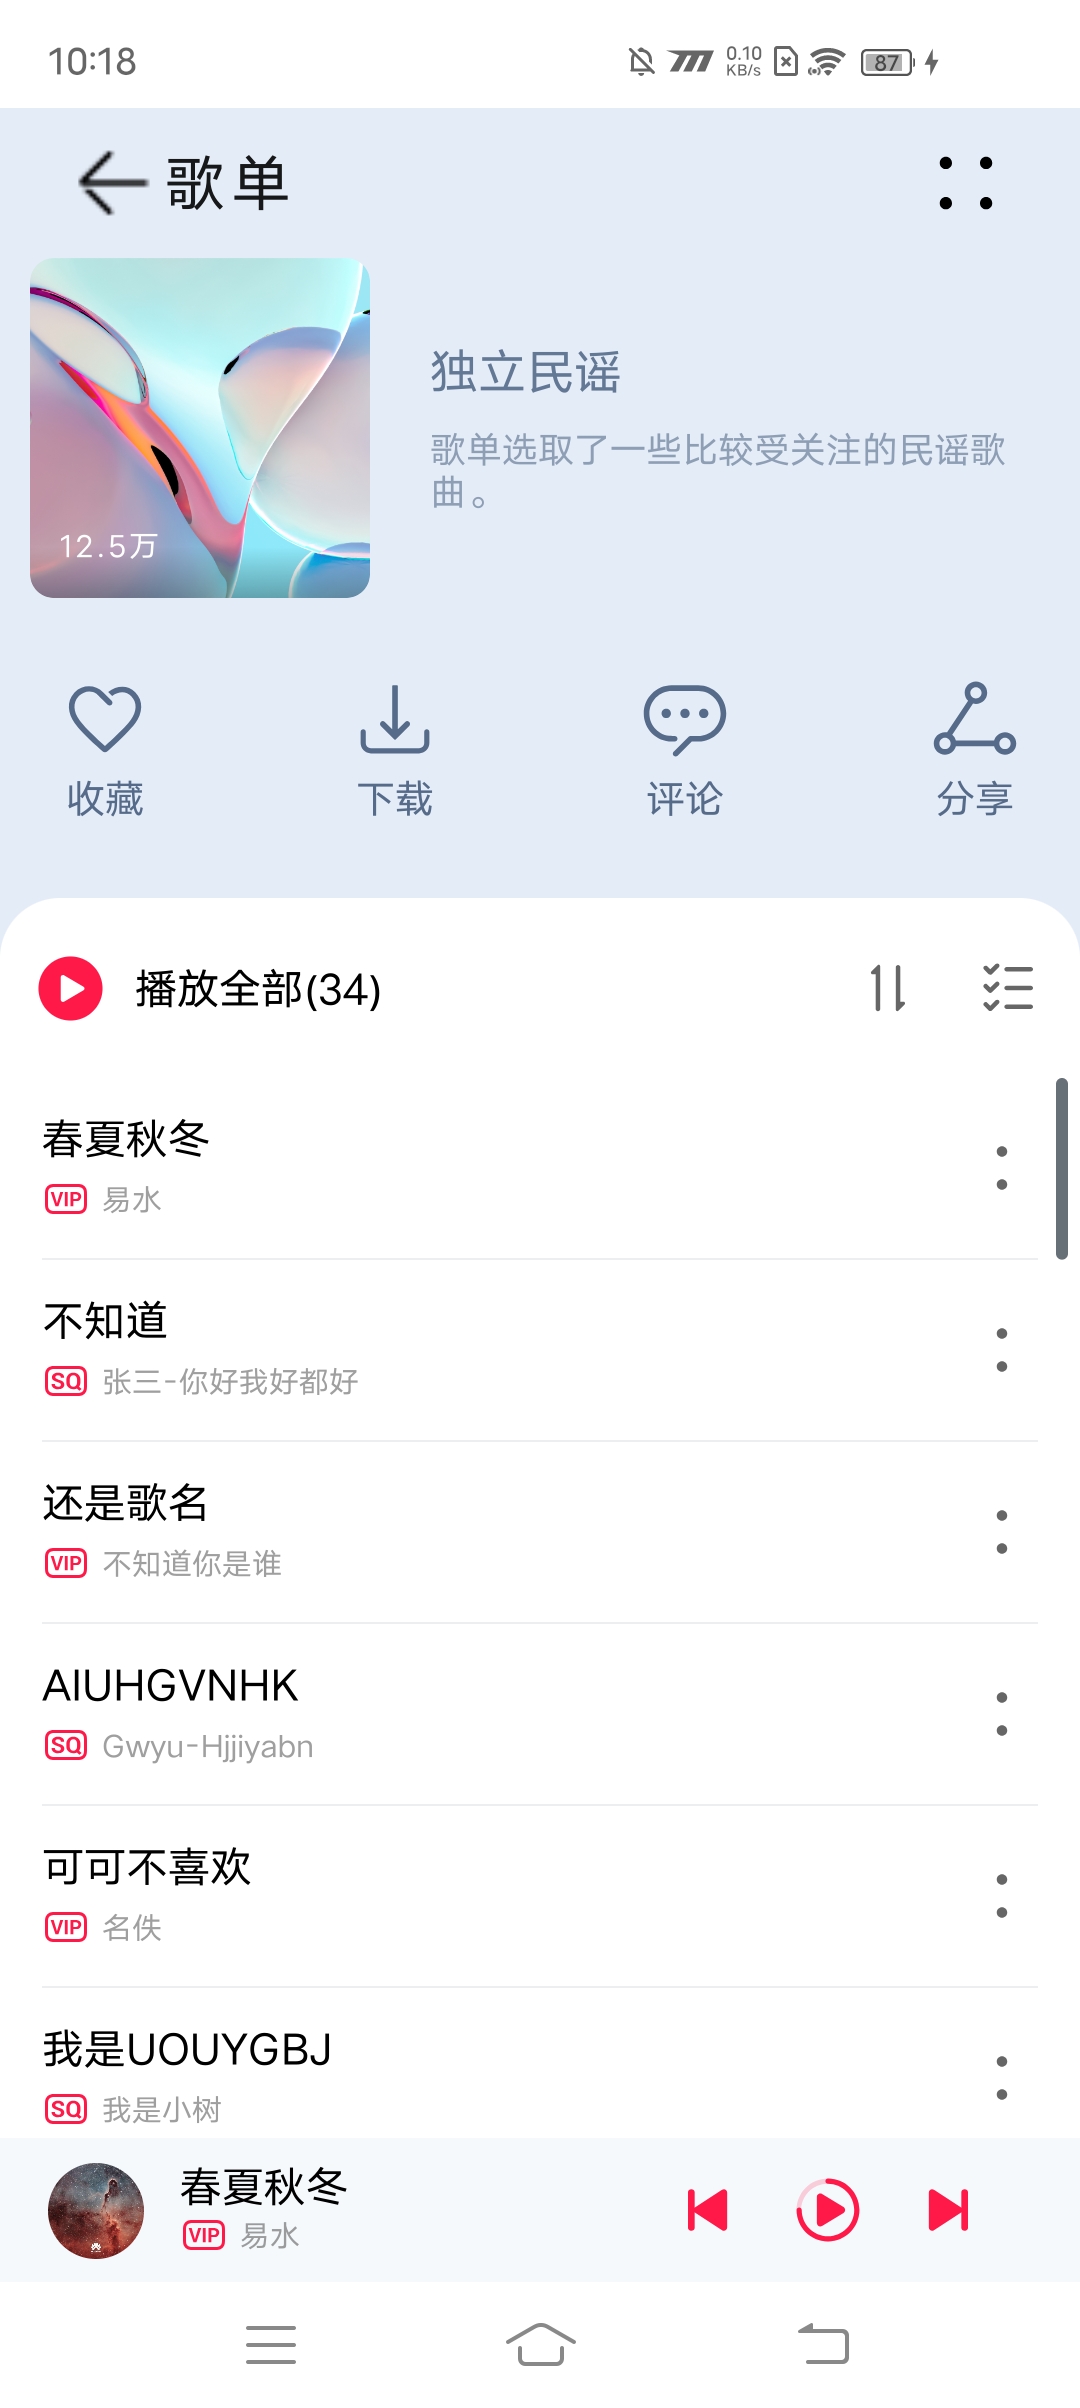 10:18
0.10
KB/s
87
歌单
12.5万
独立民谣
歌单选取了一些比较受关注的民谣歌
曲。
收藏
下载
评论
分享
播放全部(34)
春夏秋冬
VIP 易水
不知道
SQ 张三-你好我好都好
还是歌名
VIP 不知道你是谁
AIUHGVNHK
SQ Gwyu-Hjjiyabn
可可不喜欢
VIP 名佚
我是UOUYGBJ
SQ 我是小树
春夏秋冬
VIP 易水